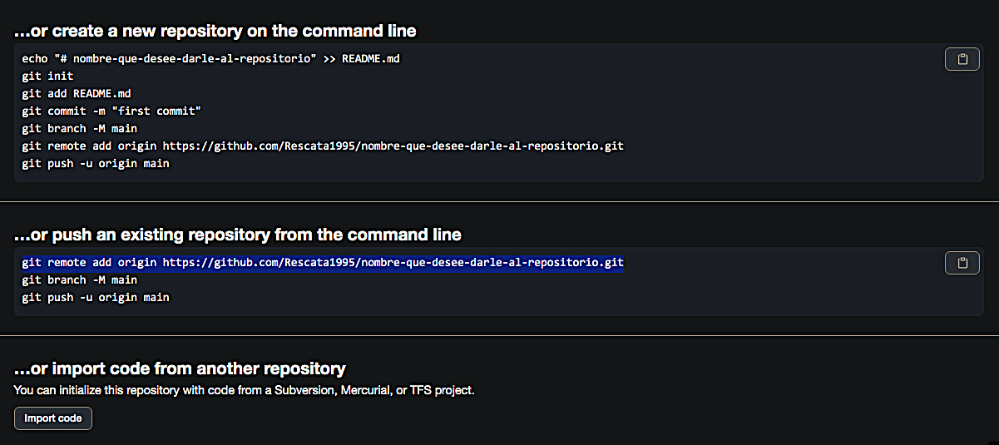 ...or create a new repository on the command line
echo "# nombre-que-desee-darle-al-repositorio" >> README.md
git init
git add README.md
git commit -m "first commit"
git branch -M main
git remote add origin https://github.com/Rescata1995/nombre-que-desee-darle-al-repositorio.git
git push -u origin main
...or push an existing repository from the command line
git remote add origin https://github.com/Rescata1995/nombre-que-desee-darle-al-repositorio.git
git branch -M main
git push -u origin main
...or import code from another repository
You can initialize this repository with code from a Subversion, Mercurial, or TFS project.
Import code